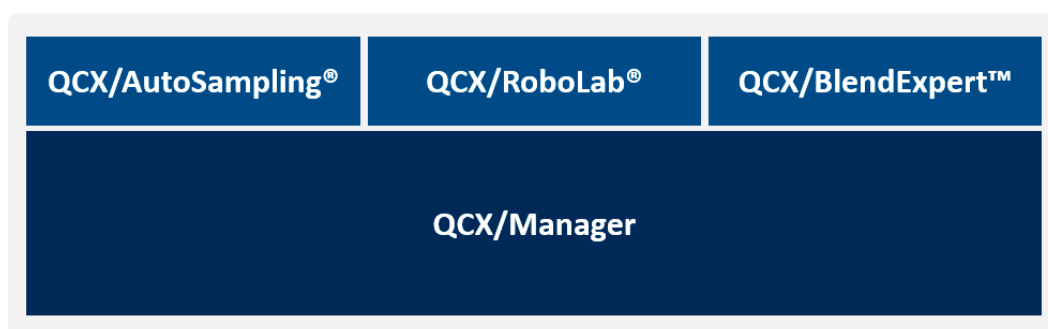 QCX/AutoSampling® QCX/RoboLab® QCX/BlendExpert™
QCX/Manager